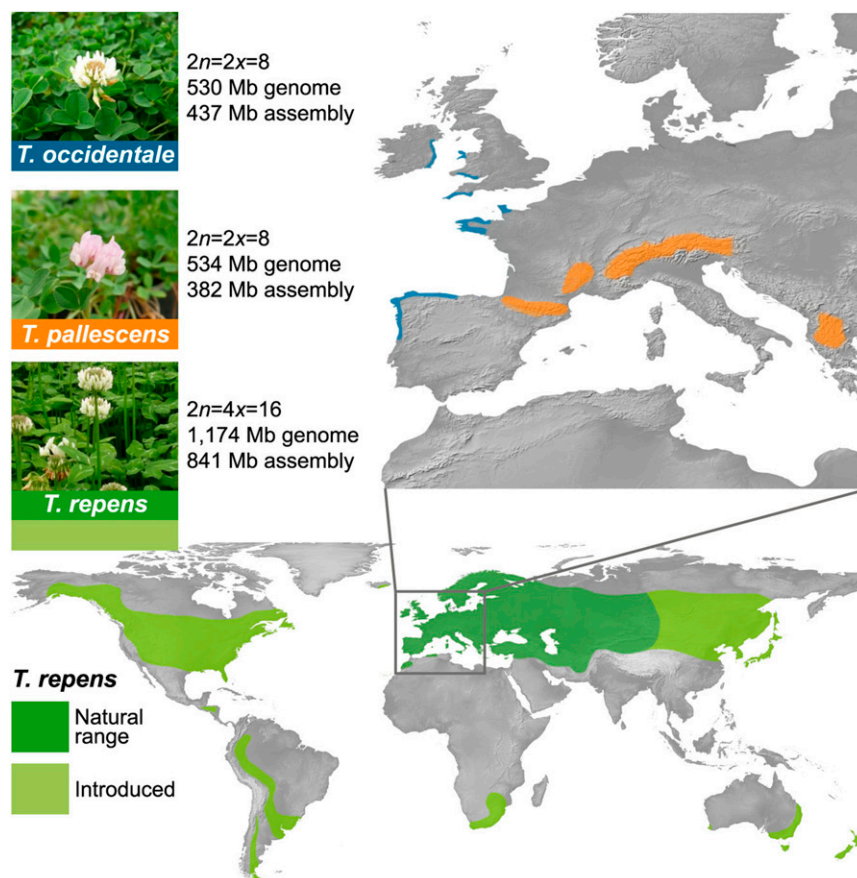 2n=2x=8
530 Mb genome
437 Mb assembly
T. occidentale
2n=2x=8
534 Mb genome
382 Mb assembly
T. pallescens
2n=4x=16
1,174 Mb genome
841 Mb assembly
T. repens
T. repens
Natural
range
Introduced